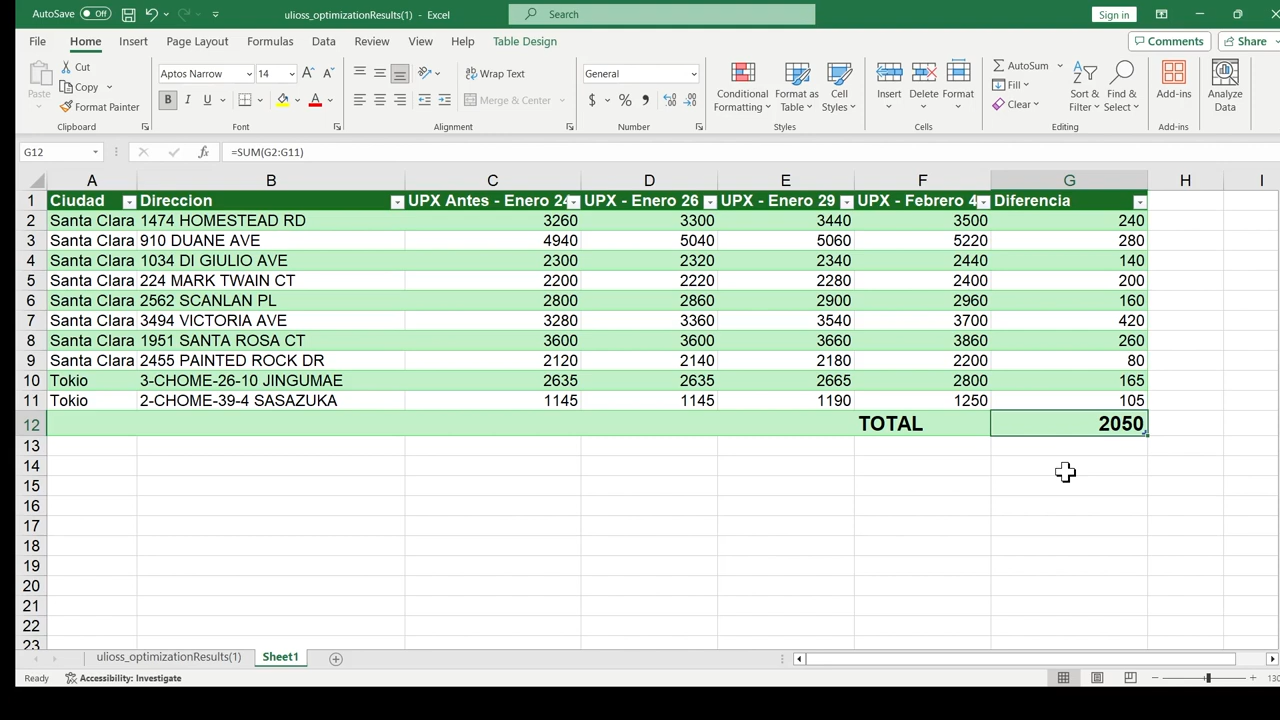 AutoSave Off ulioss_optimizationResults(1) - Excel Search Sign in
File Home Insert Page Layout Formulas Data Review View Help Table Design Comments Share
Paste Cut Copy Format Painter Clipboard
Aptos Narrow 14 A A B I U A Font
Wrap Text Merge & Center Alignment
General $ % , Number
Conditional Formatting Format as Table Cell Styles Styles
Insert Delete Format Cells
AutoSum Fill Clear Sort & Filter Find & Select Editing
Add-ins Add-ins
Analyze Data
G12 fx =SUM(G2:G11)
A B C D E F G H I
1 Ciudad Direccion UPX Antes - Enero 24 UPX - Enero 26 UPX - Enero 29 UPX - Febrero 4 Diferencia
2 Santa Clara 1474 HOMESTEAD RD 3260 3300 3440 3500 240
3 Santa Clara 910 DUANE AVE 4940 5040 5060 5220 280
4 Santa Clara 1034 DI GIULIO AVE 2300 2320 2340 2440 140
5 Santa Clara 224 MARK TWAIN CT 2200 2220 2280 2400 200
6 Santa Clara 2562 SCANLAN PL 2800 2860 2900 2960 160
7 Santa Clara 3494 VICTORIA AVE 3280 3360 3540 3700 420
8 Santa Clara 1951 SANTA ROSA CT 3600 3600 3660 3860 260
9 Santa Clara 2455 PAINTED ROCK DR 2120 2140 2180 2200 80
10 Tokio 3-CHOME-26-10 JINGUMAE 2635 2635 2665 2800 165
11 Tokio 2-CHOME-39-4 SASAZUKA 1145 1145 1190 1250 105
12 TOTAL 2050
13
14
15
16
17
18
19
20
21
22
23
ulioss_optimizationResults(1) Sheet1
Ready Accessibility: Investigate 130